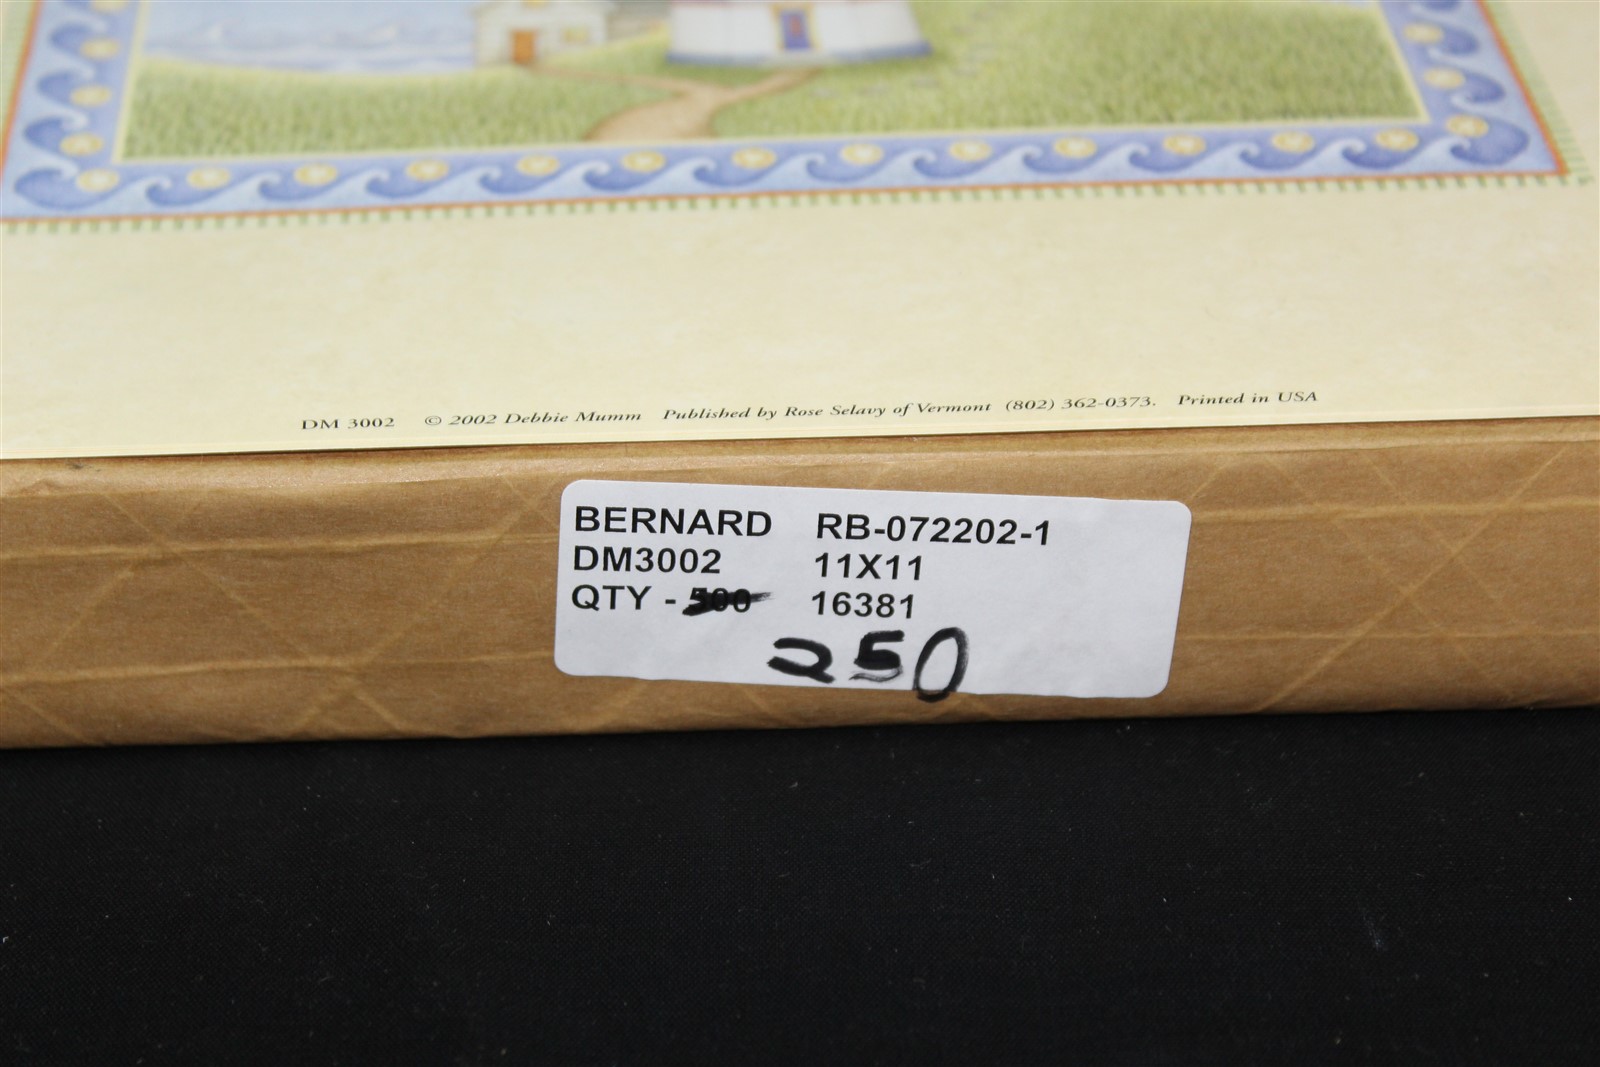 DM 3002 © 2002 Debbie Mumm Published by Rose Selavy of Vermont (802) 362-0373. Printed in USA
BERNARD RB-072202-1
DM3002 11X11
QTY - 500 16381
250